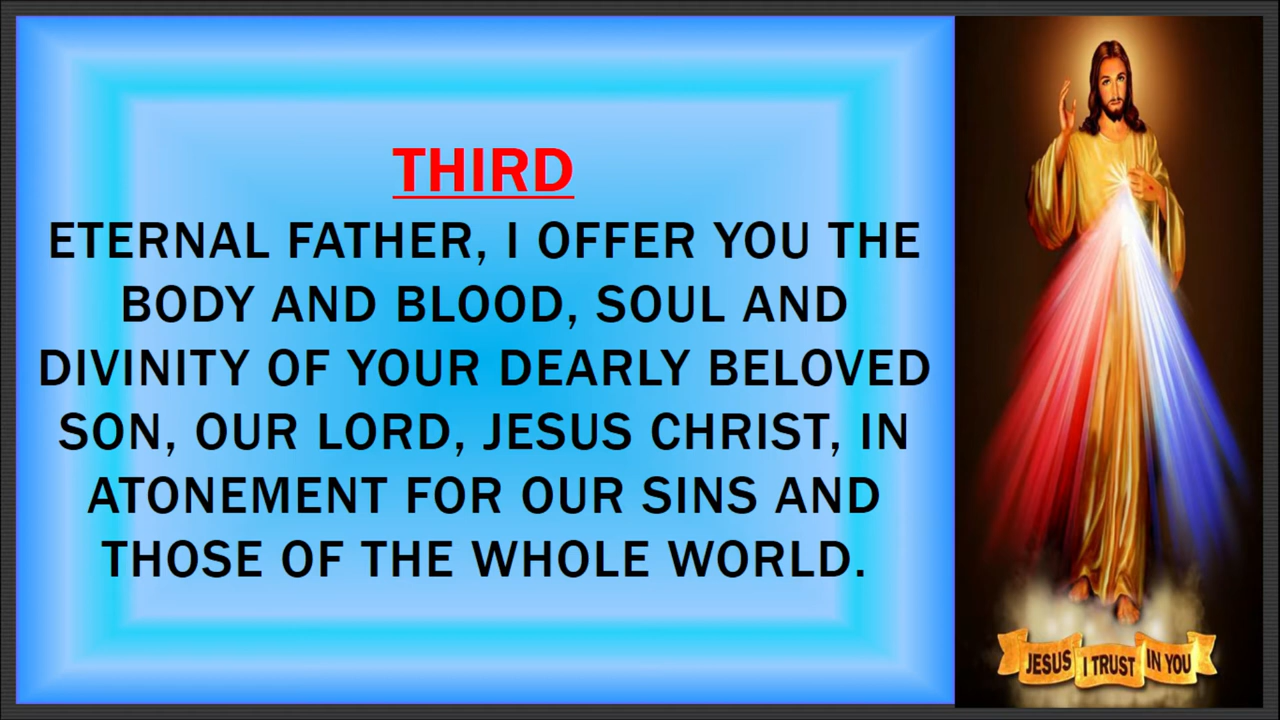 THIRD
ETERNAL FATHER, I OFFER YOU THE
BODY AND BLOOD, SOUL AND
DIVINITY OF YOUR DEARLY BELOVED
SON, OUR LORD, JESUS CHRIST, IN
ATONEMENT FOR OUR SINS AND
THOSE OF THE WHOLE WORLD.
JESUS I TRUST IN YOU